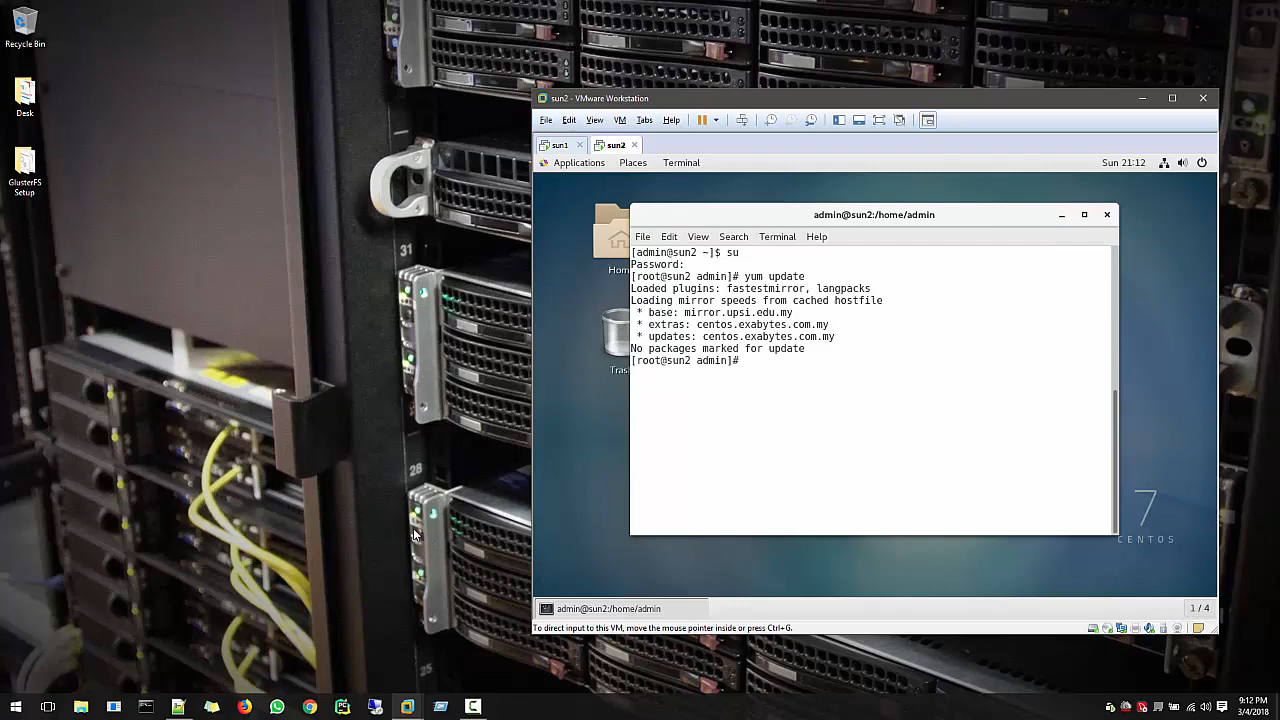 Recycle Bin
Desk
GlusterFS
Setup
31
28
25
sun2 - VMware Workstation
File Edit View VM Tabs Help
sun1 sun2
Applications Places Terminal Sun 21:12
Home
Trash
admin@sun2:/home/admin
File Edit View Search Terminal Help
[admin@sun2 ~]$ su
Password:
[root@sun2 admin]# yum update
Loaded plugins: fastestmirror, langpacks
Loading mirror speeds from cached hostfile
 * base: mirror.upsi.edu.my
 * extras: centos.exabytes.com.my
 * updates: centos.exabytes.com.my
No packages marked for update
[root@sun2 admin]#
7
CENTOS
admin@sun2:/home/admin 1 / 4
To direct input to this VM, move the mouse pointer inside or press Ctrl+G.
9:12 PM
3/4/2018